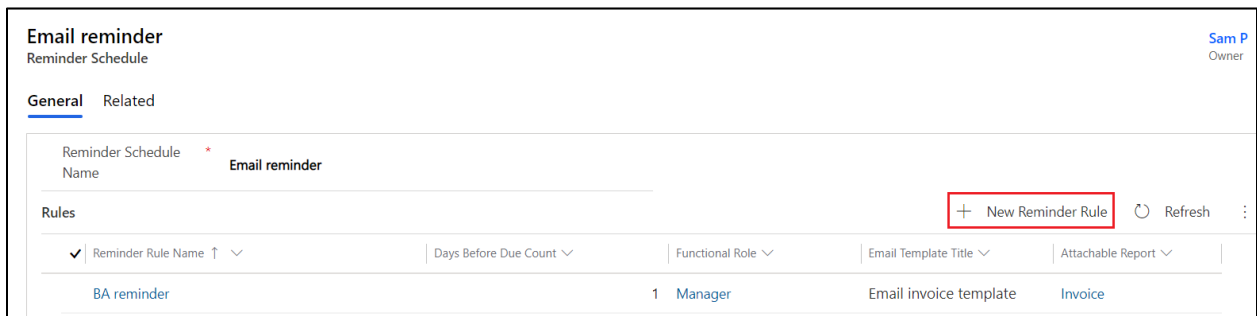 Email reminder
Sam P
Reminder Schedule
Owner
General Related
Reminder Schedule Name *
Email reminder
Rules
+ New Reminder Rule Refresh
Reminder Rule Name ↑ Days Before Due Count Functional Role Email Template Title Attachable Report
BA reminder 1 Manager Email invoice template Invoice